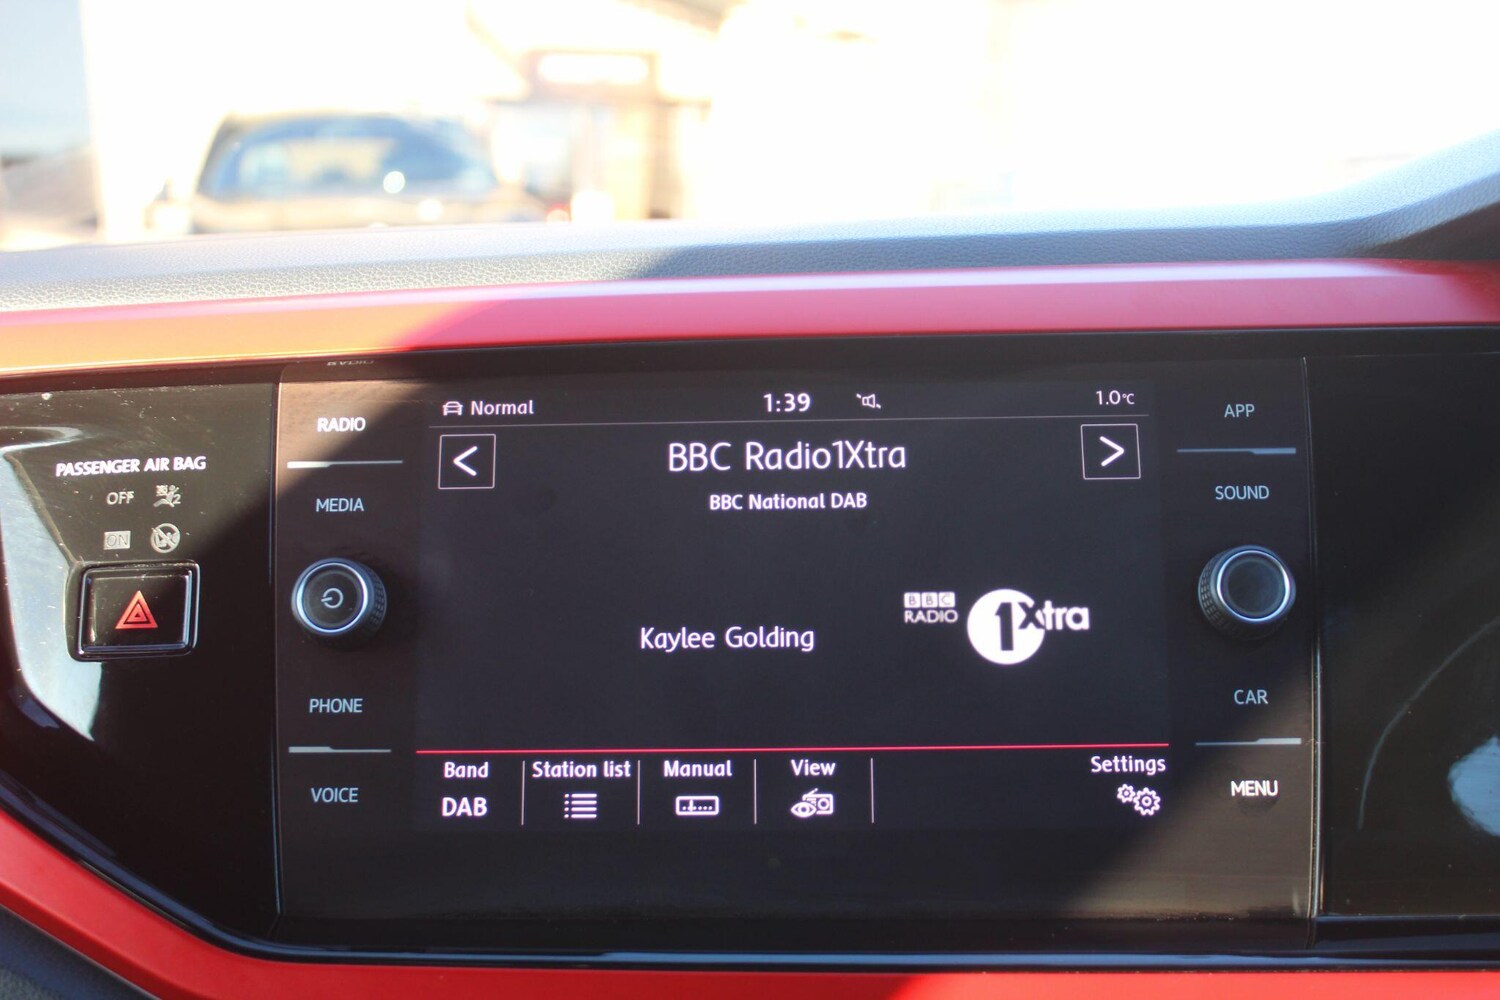 RADIO
MEDIA
PHONE
VOICE
PASSENGER AIR BAG
OFF
ON
Normal
1:39
1.0°C
<
BBC Radio1Xtra
>
BBC National DAB
Kaylee Golding
BBC
RADIO
1Xtra
Band
DAB
Station list
Manual
View
Settings
APP
SOUND
CAR
MENU